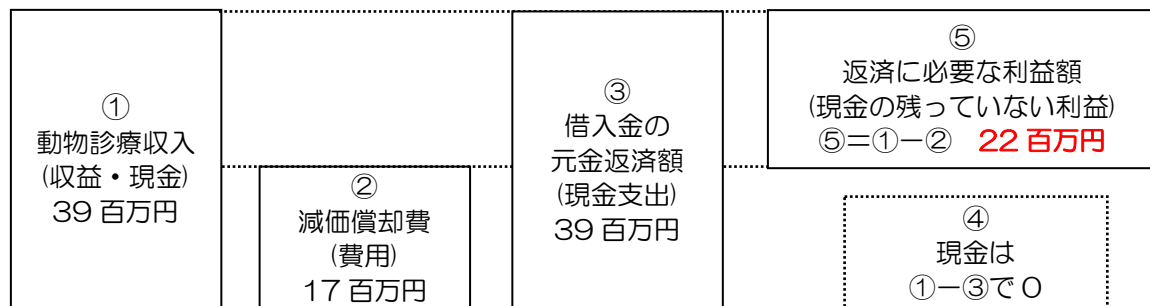 ①
動物診療収入
(収益・現金)
39 百万円
②
減価償却費
(費用)
17 百万円
③
借入金の
元金返済額
(現金支出)
39 百万円
⑤
返済に必要な利益額
(現金の残っていない利益)
⑤=①-② 22 百万円
④
現金は
①-③で0